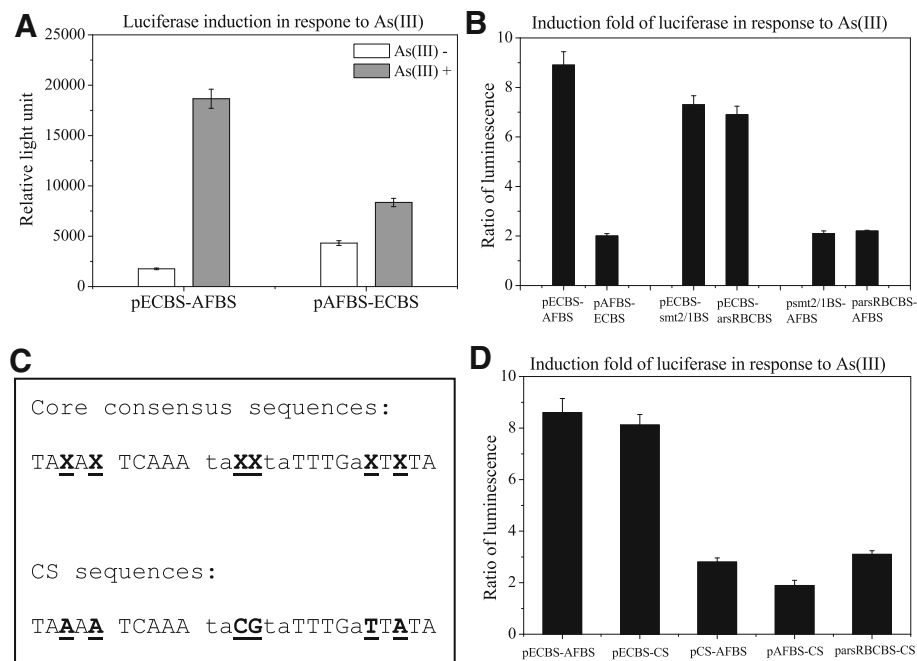 A
Luciferase induction in respone to As(III)
Relative light unit
25000
20000
15000
10000
5000
0
As(III) -
As(III) +
pECBS-AFBS
pAFBS-ECBS
B
Induction fold of luciferase in response to As(III)
Ratio of luminescence
10
8
6
4
2
0
pECBS-
AFBS
pAFBS-
ECBS
pECBS-
smt2/1BS
pECBS-
arsRBCBS
psmt2/1BS-
AFBS
parsRBCBS-
AFBS
C
Core consensus sequences:
TAXAX TCAAA taXXtaTTTGaXTXTA
CS sequences:
TAAAA TCAAA taCGtaTTTGaTTATA
D
Induction fold of luciferase in response to As(III)
Ratio of luminescence
10
8
6
4
2
0
pECBS-AFBS
pECBS-CS
pCS-AFBS
pAFBS-CS
parsRBCBS-CS